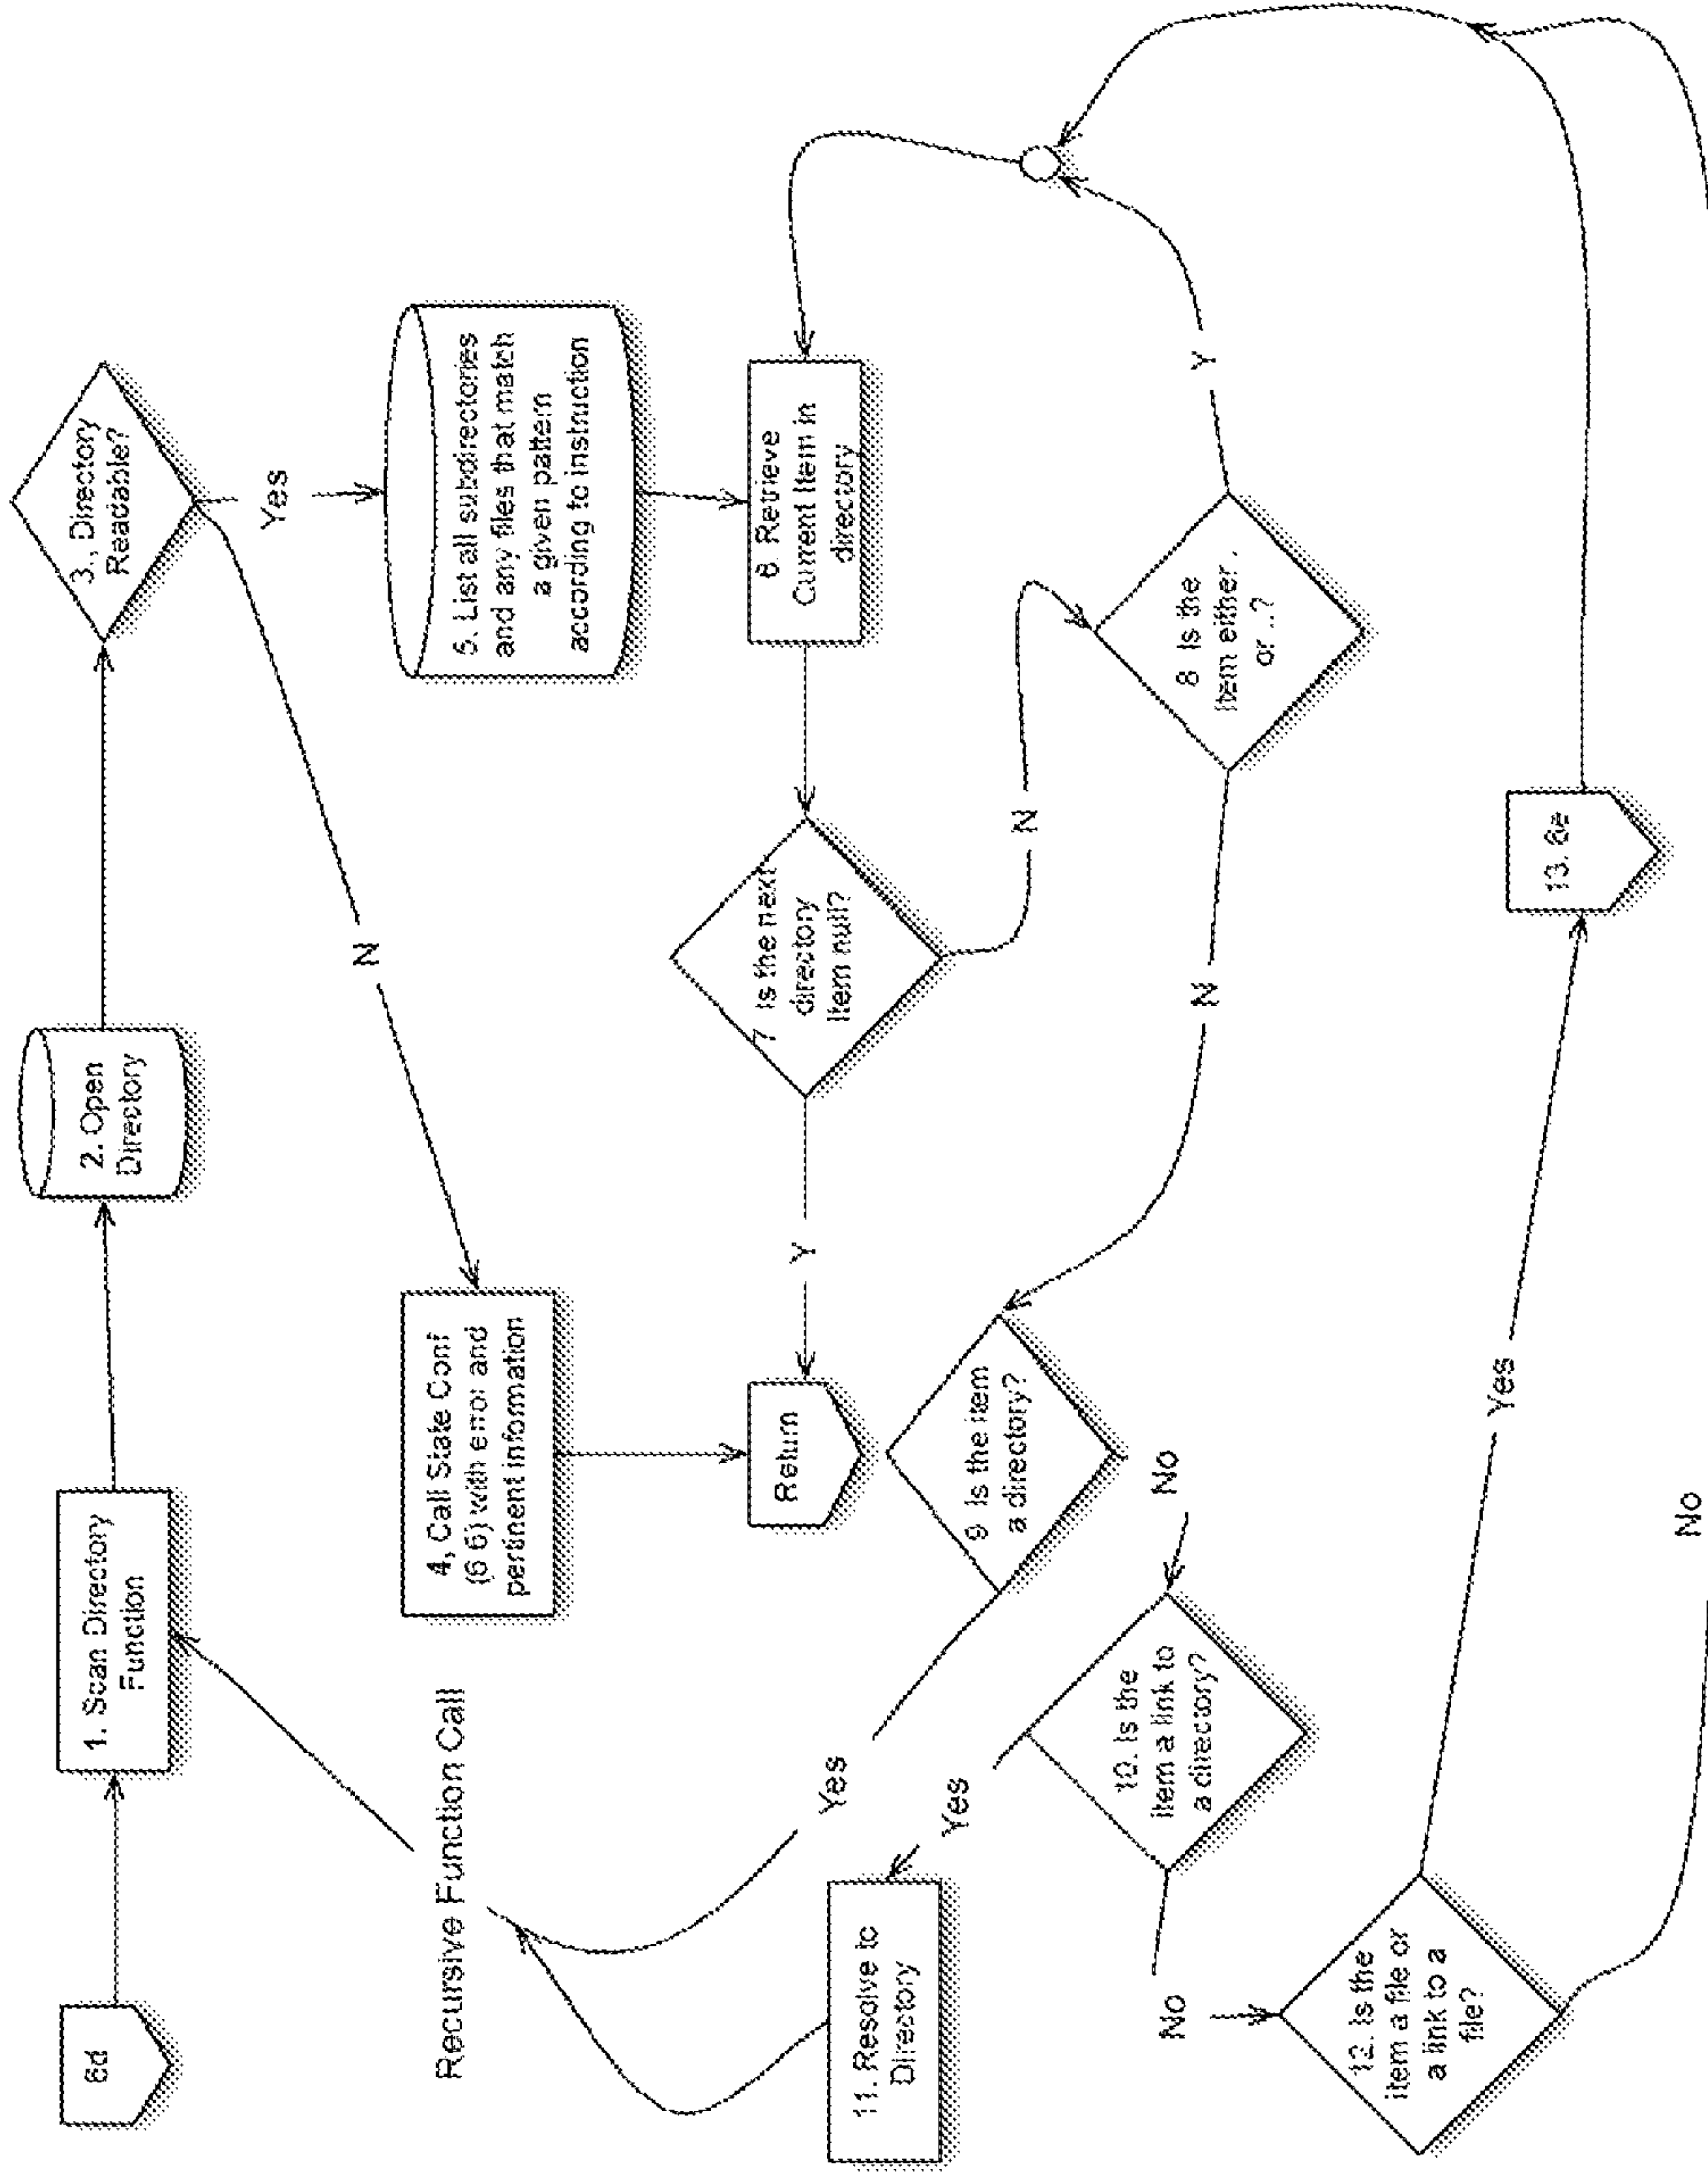 6d
1. Scan Directory
Function
2. Open
Directory
3., Directory
Readable?
N
Yes
4, Call State Conf
(6 6) with error and
pertinent information
5. List all subdirectories
and any files that match
a given pattern
according to instruction
Recursive Function Call
Return
Y
7 Is the next
directory
Item null?
6. Retrieve
Current Item in
directory
N
8 Is the
Item either .
or ..?
Y
N
9 Is the item
a directory?
Yes
No
10. Is the
item a link to
a directory?
Yes
11. Resolve to
Directory
No
12. Is the
item a file or
a link to a
file?
Yes
13. 6e
No